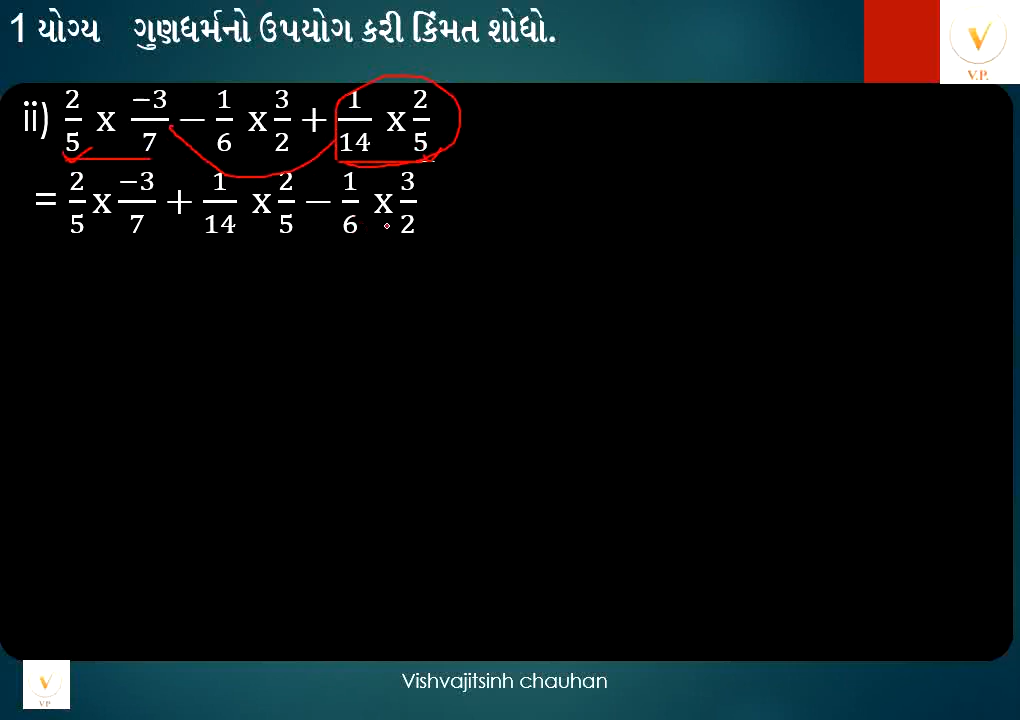 1 યોગ્ય ગુણધર્મનો ઉપયોગ કરી કિંમત શોધો.
V
V.P.
ii) 2/5 x −3/7 − 1/6 x 3/2 + 1/14 x 2/5
= 2/5 x −3/7 + 1/14 x 2/5 − 1/6 x 3/2
V
V.P.
Vishvajitsinh chauhan